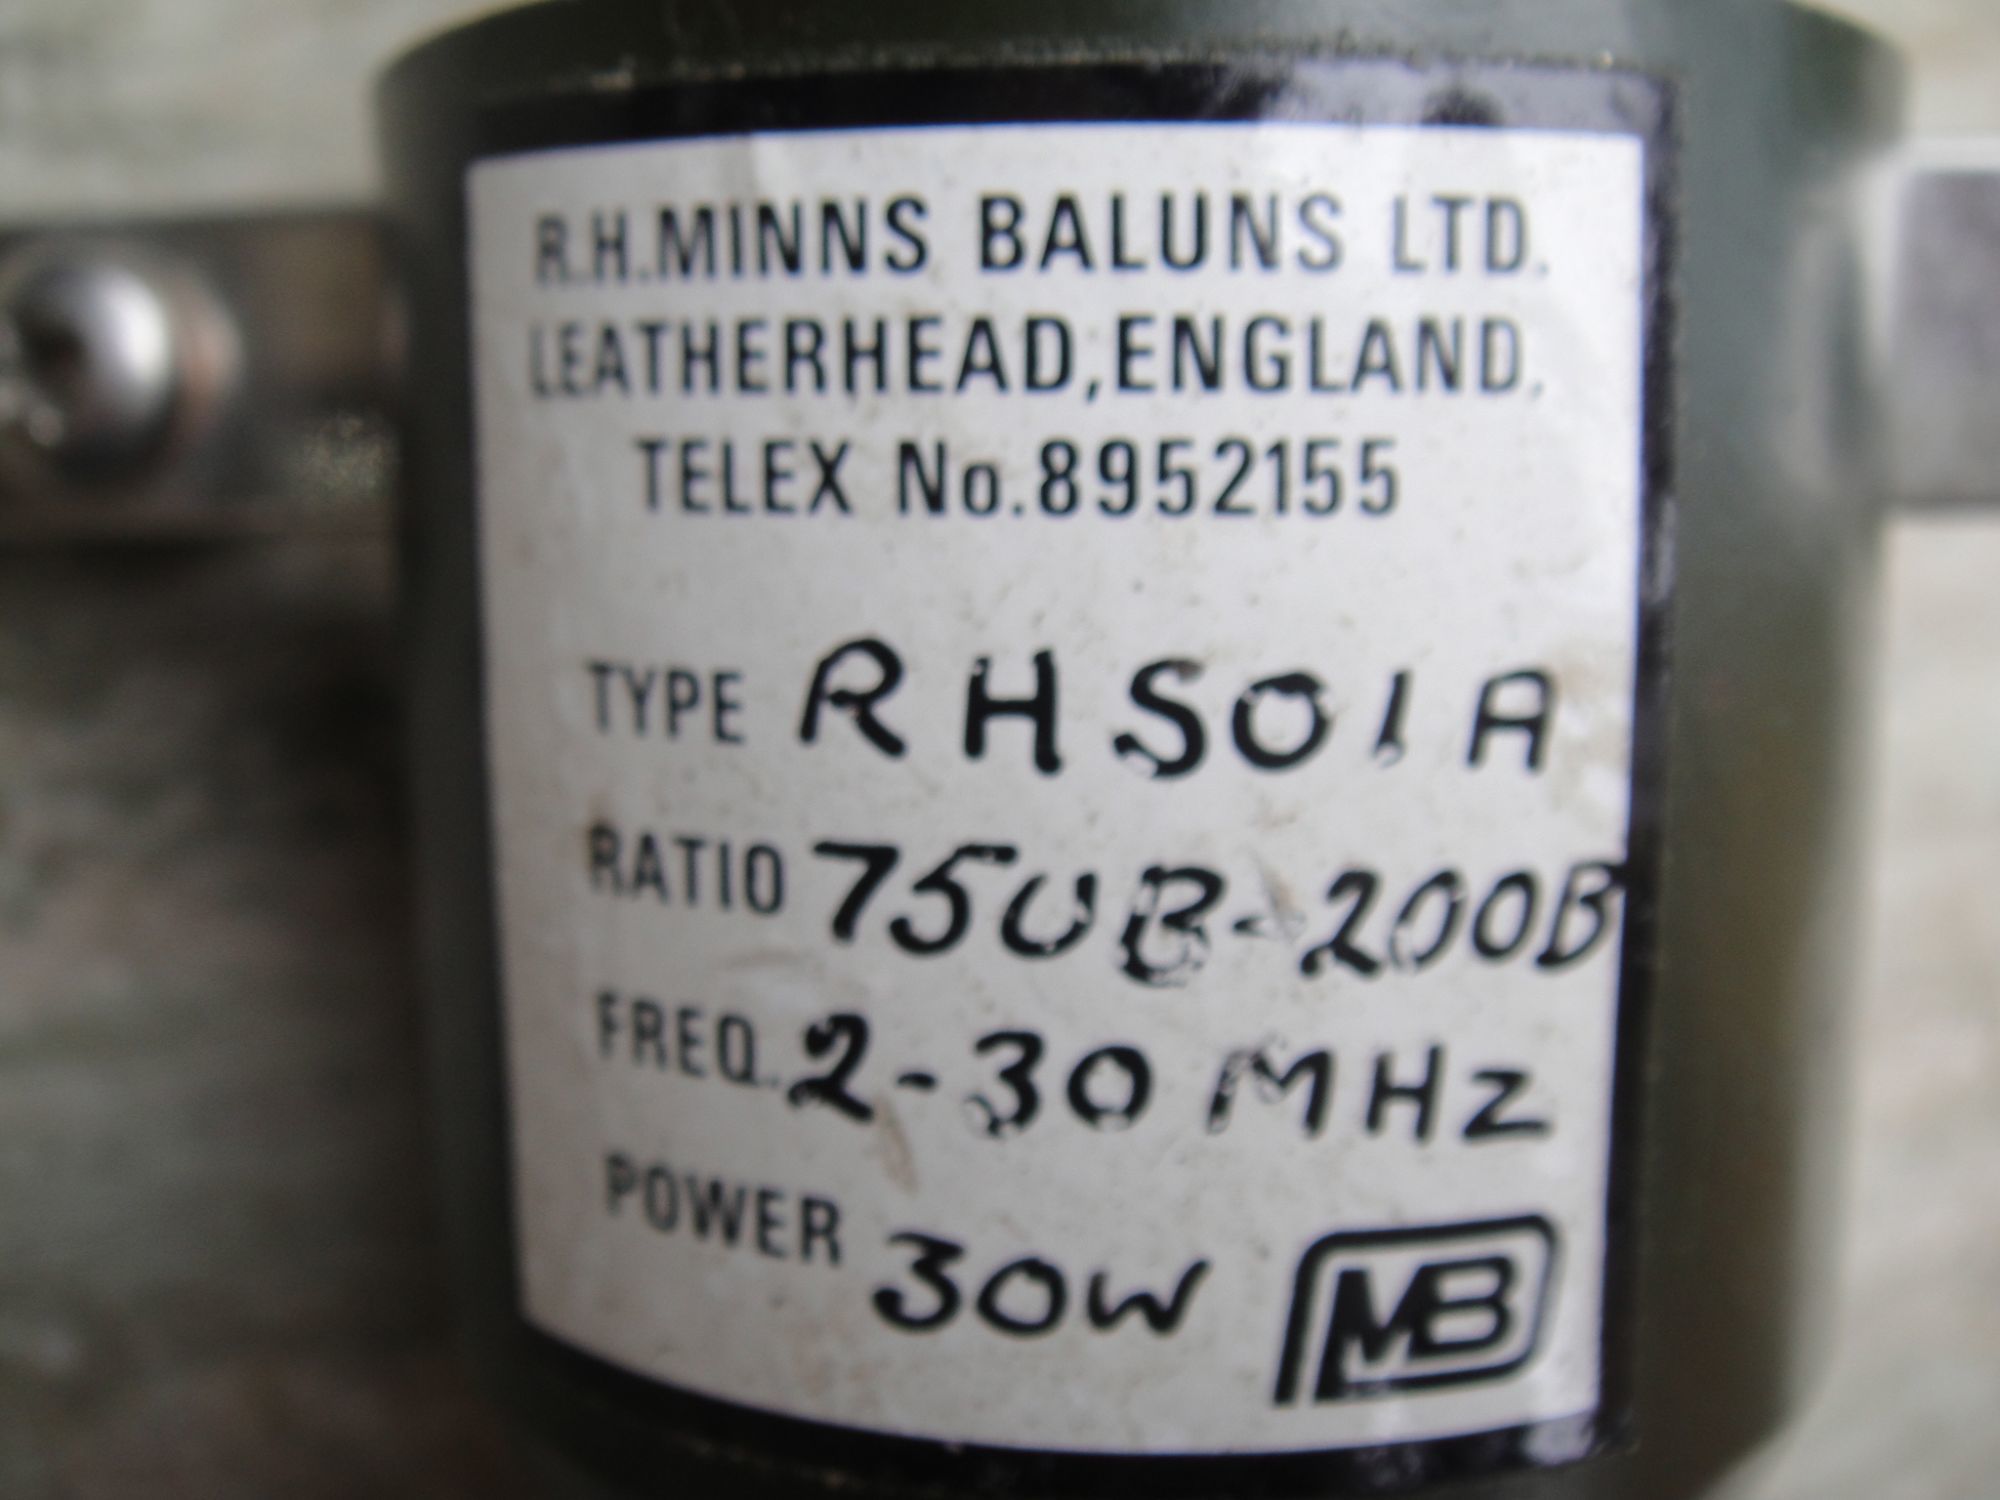 R.H.MINNS BALUNS LTD.
LEATHERHEAD, ENGLAND.
TELEX No. 8952155
TYPE RHS01A
RATIO 75UB-200B
FREQ. 2-30 MHz
POWER 30W
MB